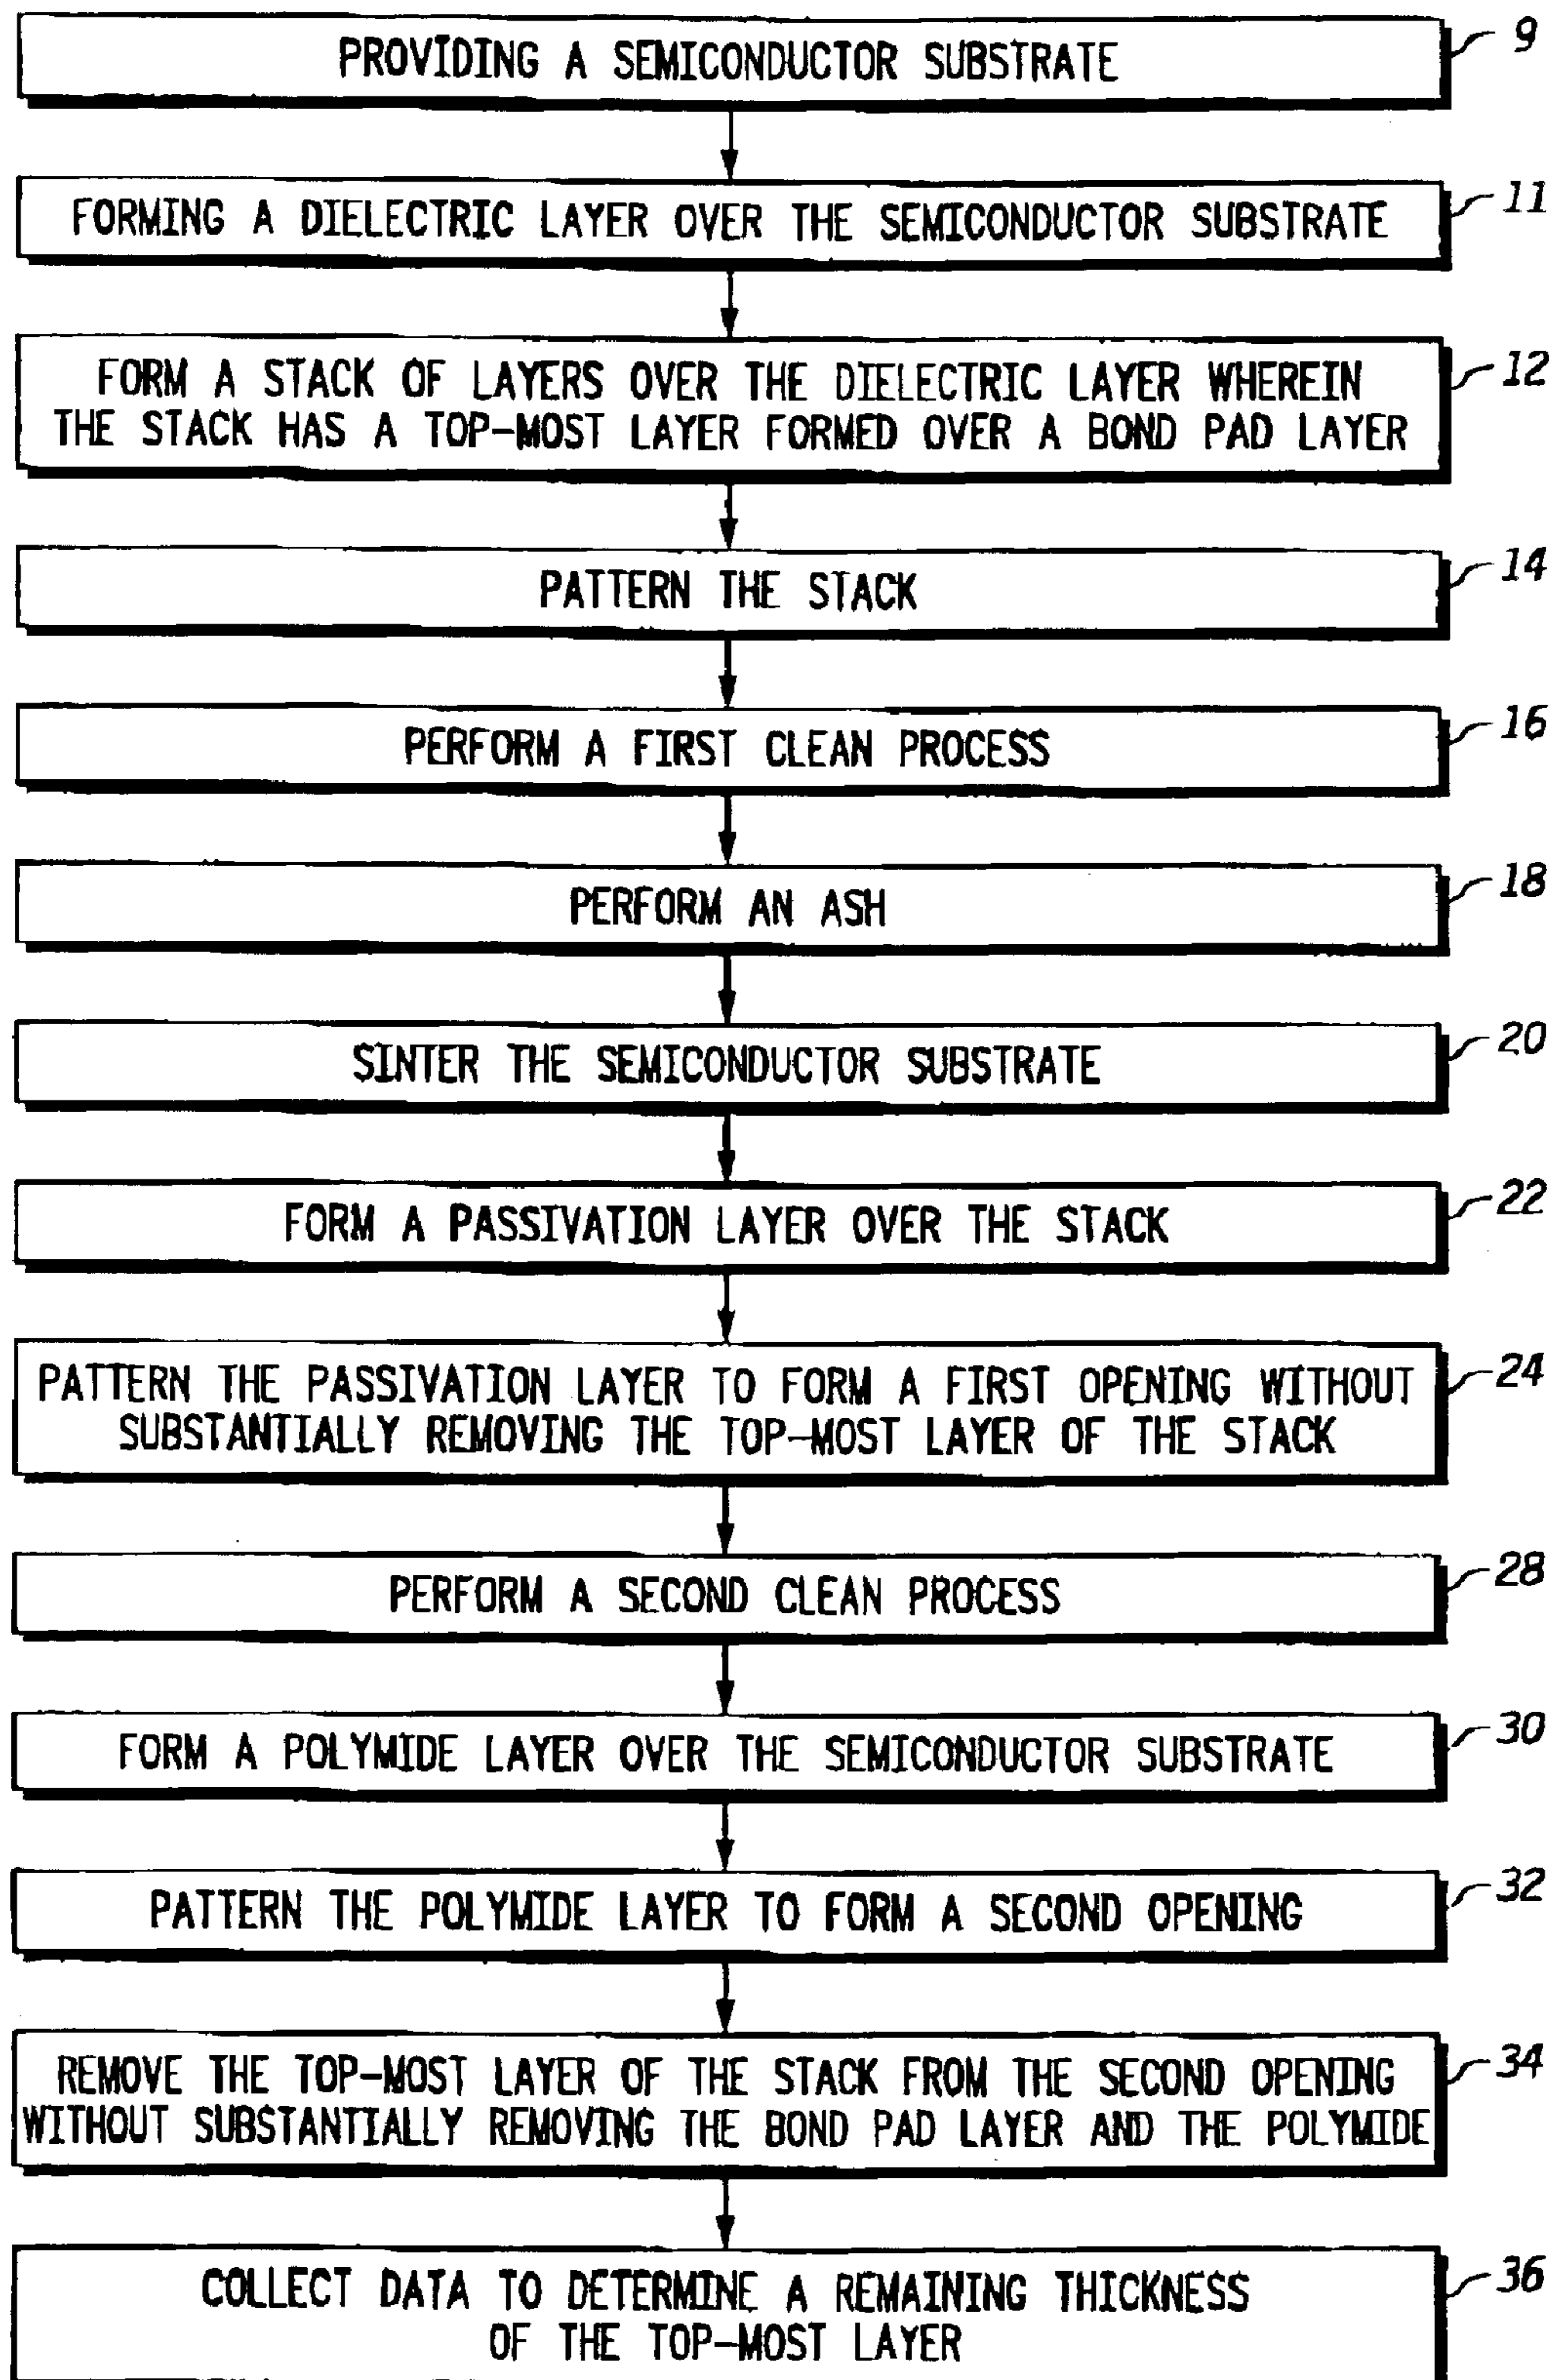 PROVIDING A SEMICONDUCTOR SUBSTRATE
9
FORMING A DIELECTRIC LAYER OVER THE SEMICONDUCTOR SUBSTRATE
11
FORM A STACK OF LAYERS OVER THE DIELECTRIC LAYER WHEREIN
THE STACK HAS A TOP-MOST LAYER FORMED OVER A BOND PAD LAYER
12
PATTERN THE STACK
14
PERFORM A FIRST CLEAN PROCESS
16
PERFORM AN ASH
18
SINTER THE SEMICONDUCTOR SUBSTRATE
20
FORM A PASSIVATION LAYER OVER THE STACK
22
PATTERN THE PASSIVATION LAYER TO FORM A FIRST OPENING WITHOUT
SUBSTANTIALLY REMOVING THE TOP-MOST LAYER OF THE STACK
24
PERFORM A SECOND CLEAN PROCESS
28
FORM A POLYMIDE LAYER OVER THE SEMICONDUCTOR SUBSTRATE
30
PATTERN THE POLYMIDE LAYER TO FORM A SECOND OPENING
32
REMOVE THE TOP-MOST LAYER OF THE STACK FROM THE SECOND OPENING
WITHOUT SUBSTANTIALLY REMOVING THE BOND PAD LAYER AND THE POLYMIDE
34
COLLECT DATA TO DETERMINE A REMAINING THICKNESS
OF THE TOP-MOST LAYER
36